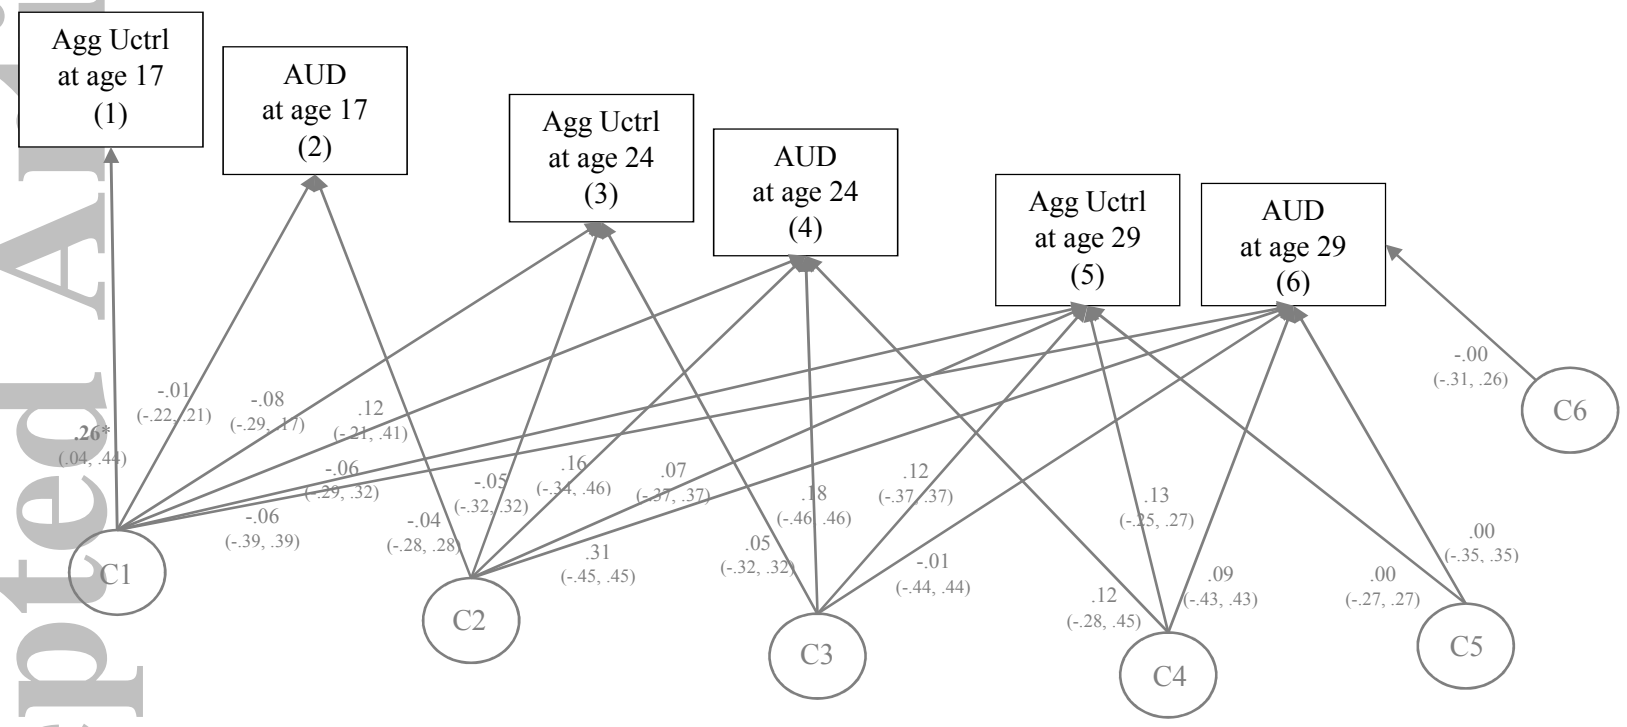 Agg Uctrl
at age 17
(1)
AUD
at age 17
(2)
Agg Uctrl
at age 24
(3)
AUD
at age 24
(4)
Agg Uctrl
at age 29
(5)
AUD
at age 29
(6)
-.00
(-.31, .26)
C6
-.01
(-.22, .21)
-.08
(-.29, .17)
.12
(-.21, .41)
.26*
(.04, .44)
-.06
(-.29, .32)
-.05
(-.32, .32)
.16
(-.34, .46)
.07
(-.37, .37)
.18
(-.46, .46)
.12
(-.37, .37)
.13
(-.25, .27)
-.06
(-.39, .39)
-.04
(-.28, .28)
.31
(-.45, .45)
.05
(-.32, .32)
-.01
(-.44, .44)
.12
(-.28, .45)
.09
(-.43, .43)
.00
(-.27, .27)
.00
(-.35, .35)
C1
C2
C3
C4
C5
pted Arti